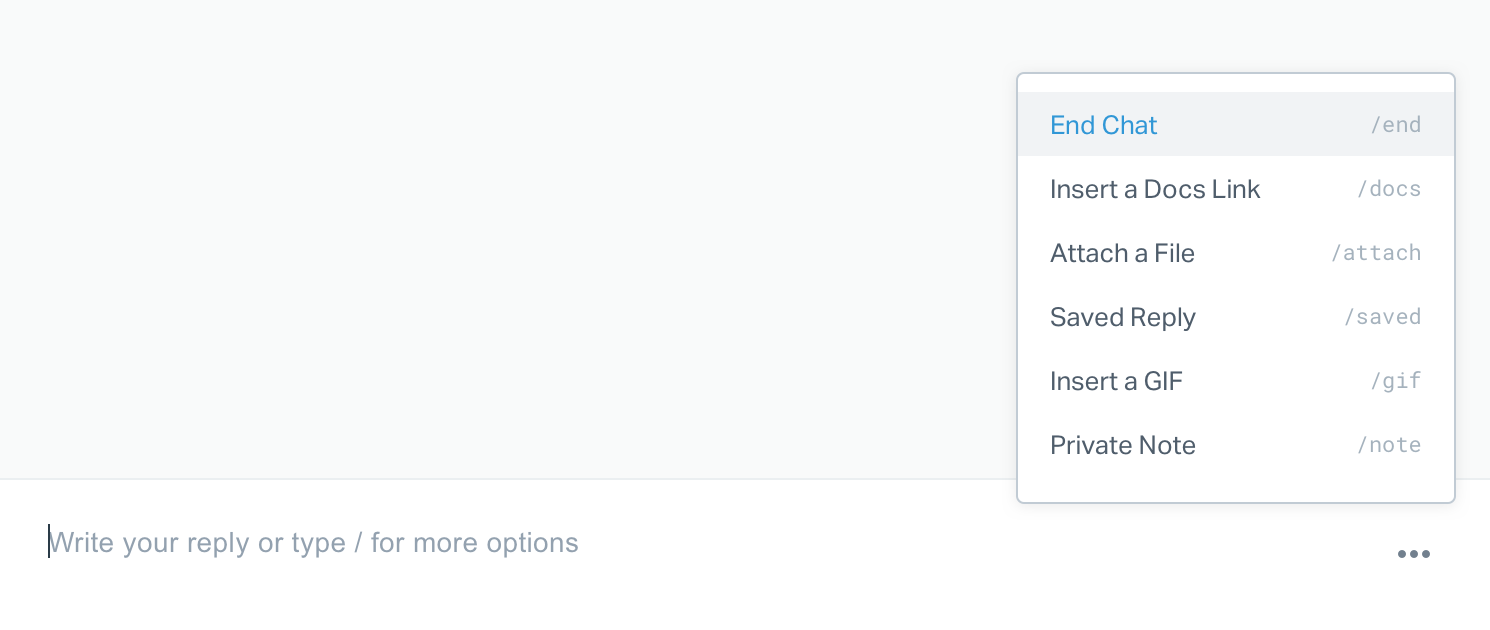 End Chat /end
Insert a Docs Link /docs
Attach a File /attach
Saved Reply /saved
Insert a GIF /gif
Private Note /note
Write your reply or type / for more options